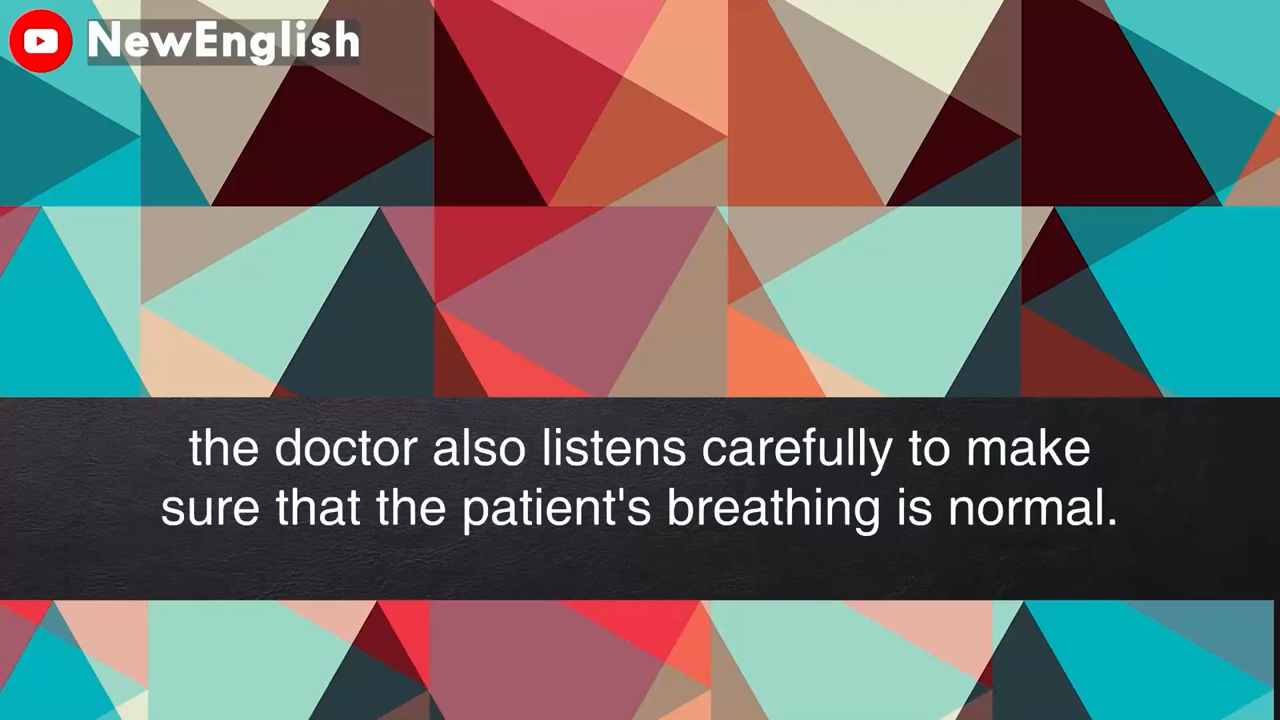 NewEnglish
the doctor also listens carefully to make
sure that the patient's breathing is normal.